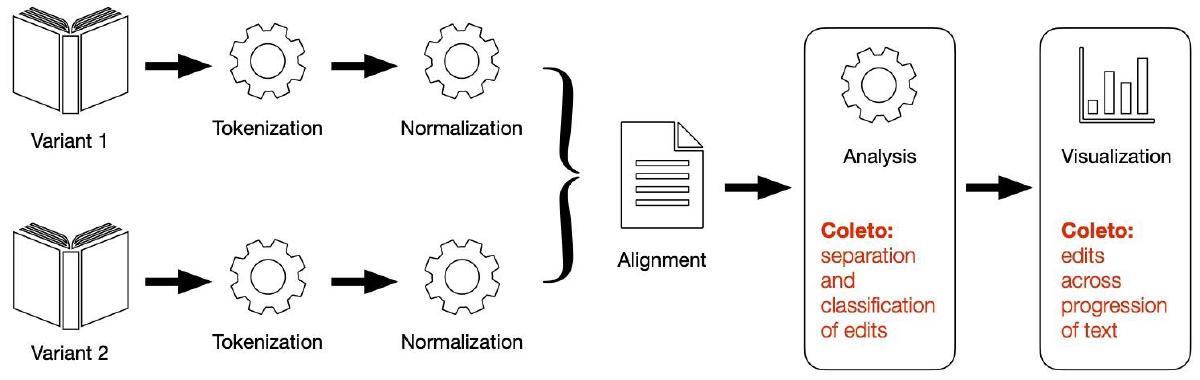 Variant 1
Tokenization
Normalization
Variant 2
Tokenization
Normalization
Alignment
Analysis
Coleto:
separation
and
classification
of edits
Visualization
Coleto:
edits
across
progression
of text